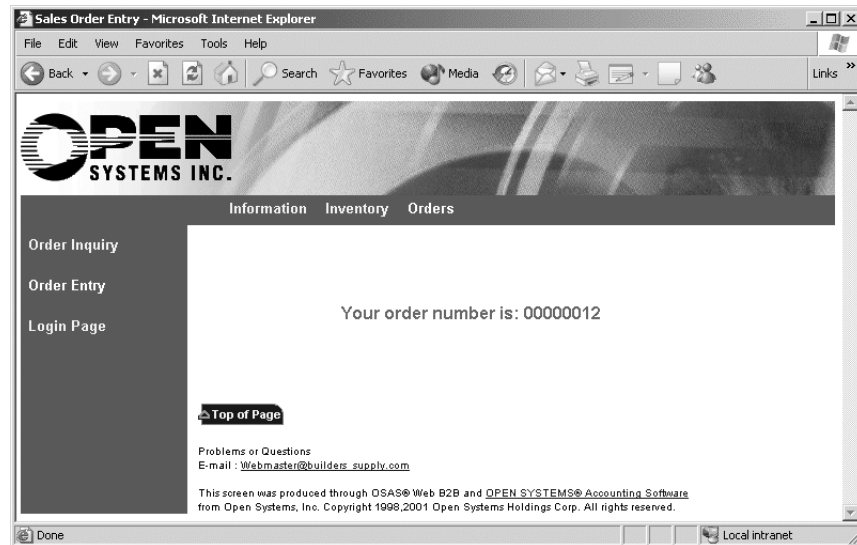 Sales Order Entry - Microsoft Internet Explorer
File Edit View Favorites Tools Help
Back Search Favorites Media Links »
OPEN
SYSTEMS INC.
Information Inventory Orders
Order Inquiry
Order Entry
Login Page
Your order number is: 00000012
Top of Page
Problems or Questions
E-mail : Webmaster@builders_supply.com
This screen was produced through OSAS® Web B2B and OPEN SYSTEMS® Accounting Software
from Open Systems, Inc. Copyright 1998,2001 Open Systems Holdings Corp. All rights reserved.
Done Local intranet